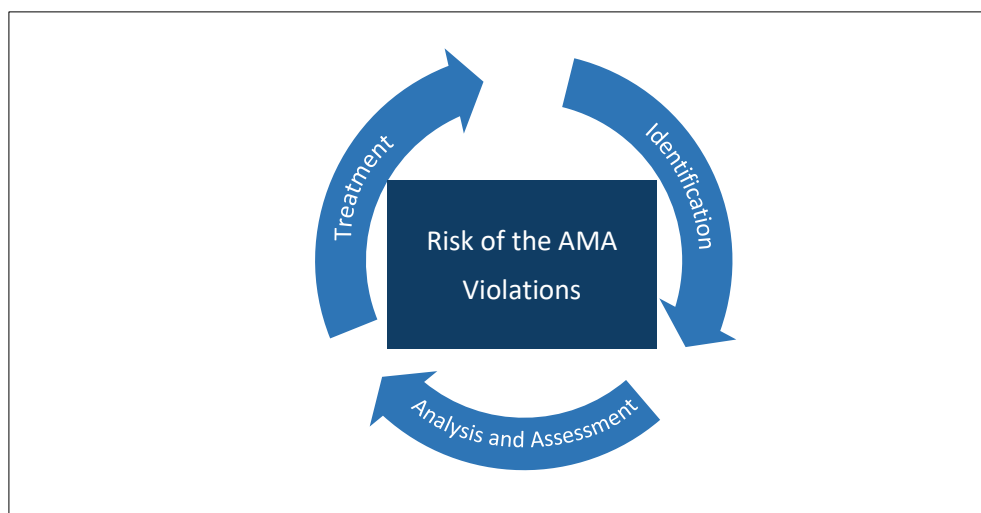 Identification
Treatment
Risk of the AMA
Violations
Analysis and Assessment